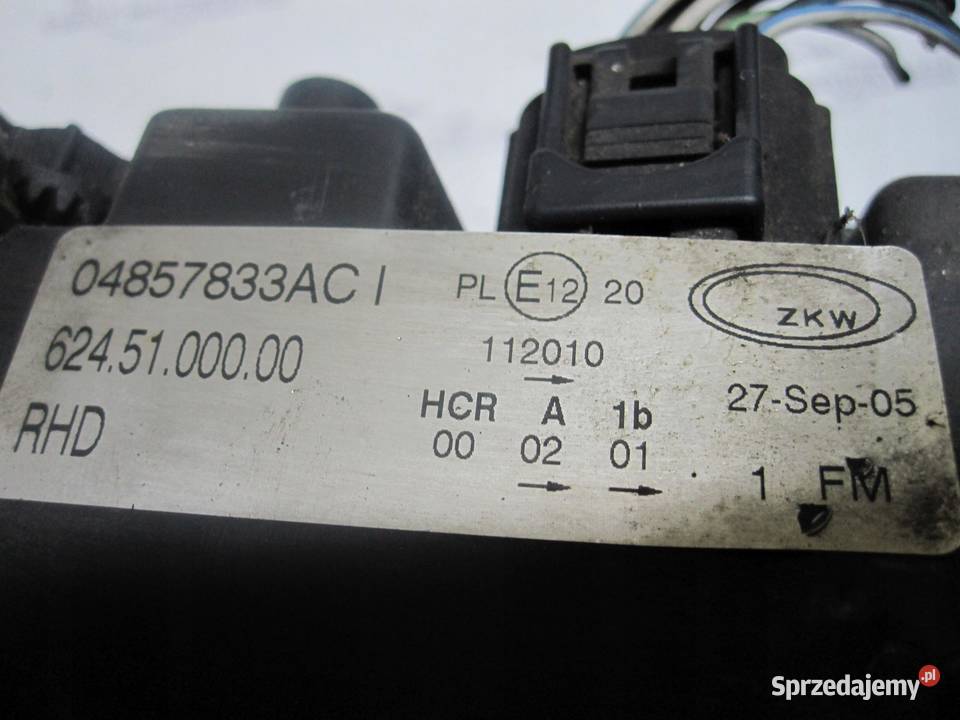 04857833AC I
PL E12 20
ZKW
624.51.000.00
112010
→
27-Sep-05
HCR A 1b
RHD
00 02 01
→ →
1 FM
Sprzedajemy.pl